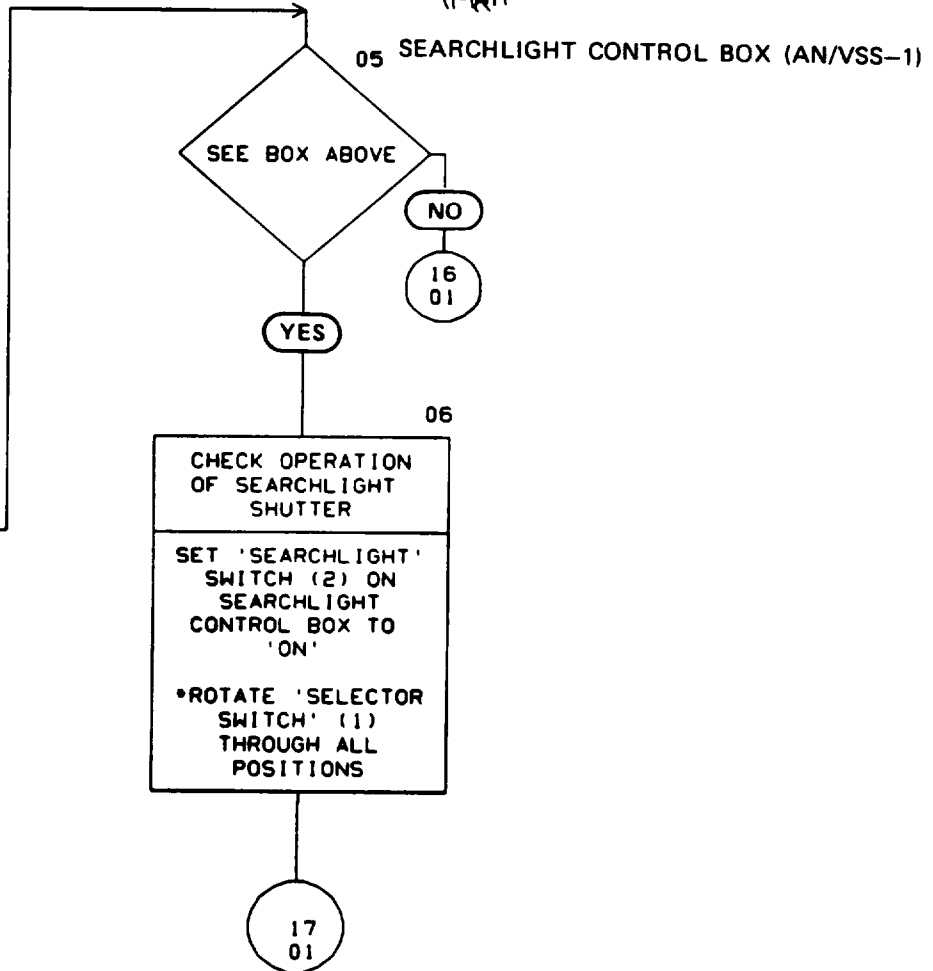 05 SEARCHLIGHT CONTROL BOX (AN/VSS-1)
SEE BOX ABOVE
NO
16
01
YES
06
CHECK OPERATION
OF SEARCHLIGHT
SHUTTER
SET 'SEARCHLIGHT'
SWITCH (2) ON
SEARCHLIGHT
CONTROL BOX TO
'ON'
*ROTATE 'SELECTOR
SWITCH' (1)
THROUGH ALL
POSITIONS
17
01